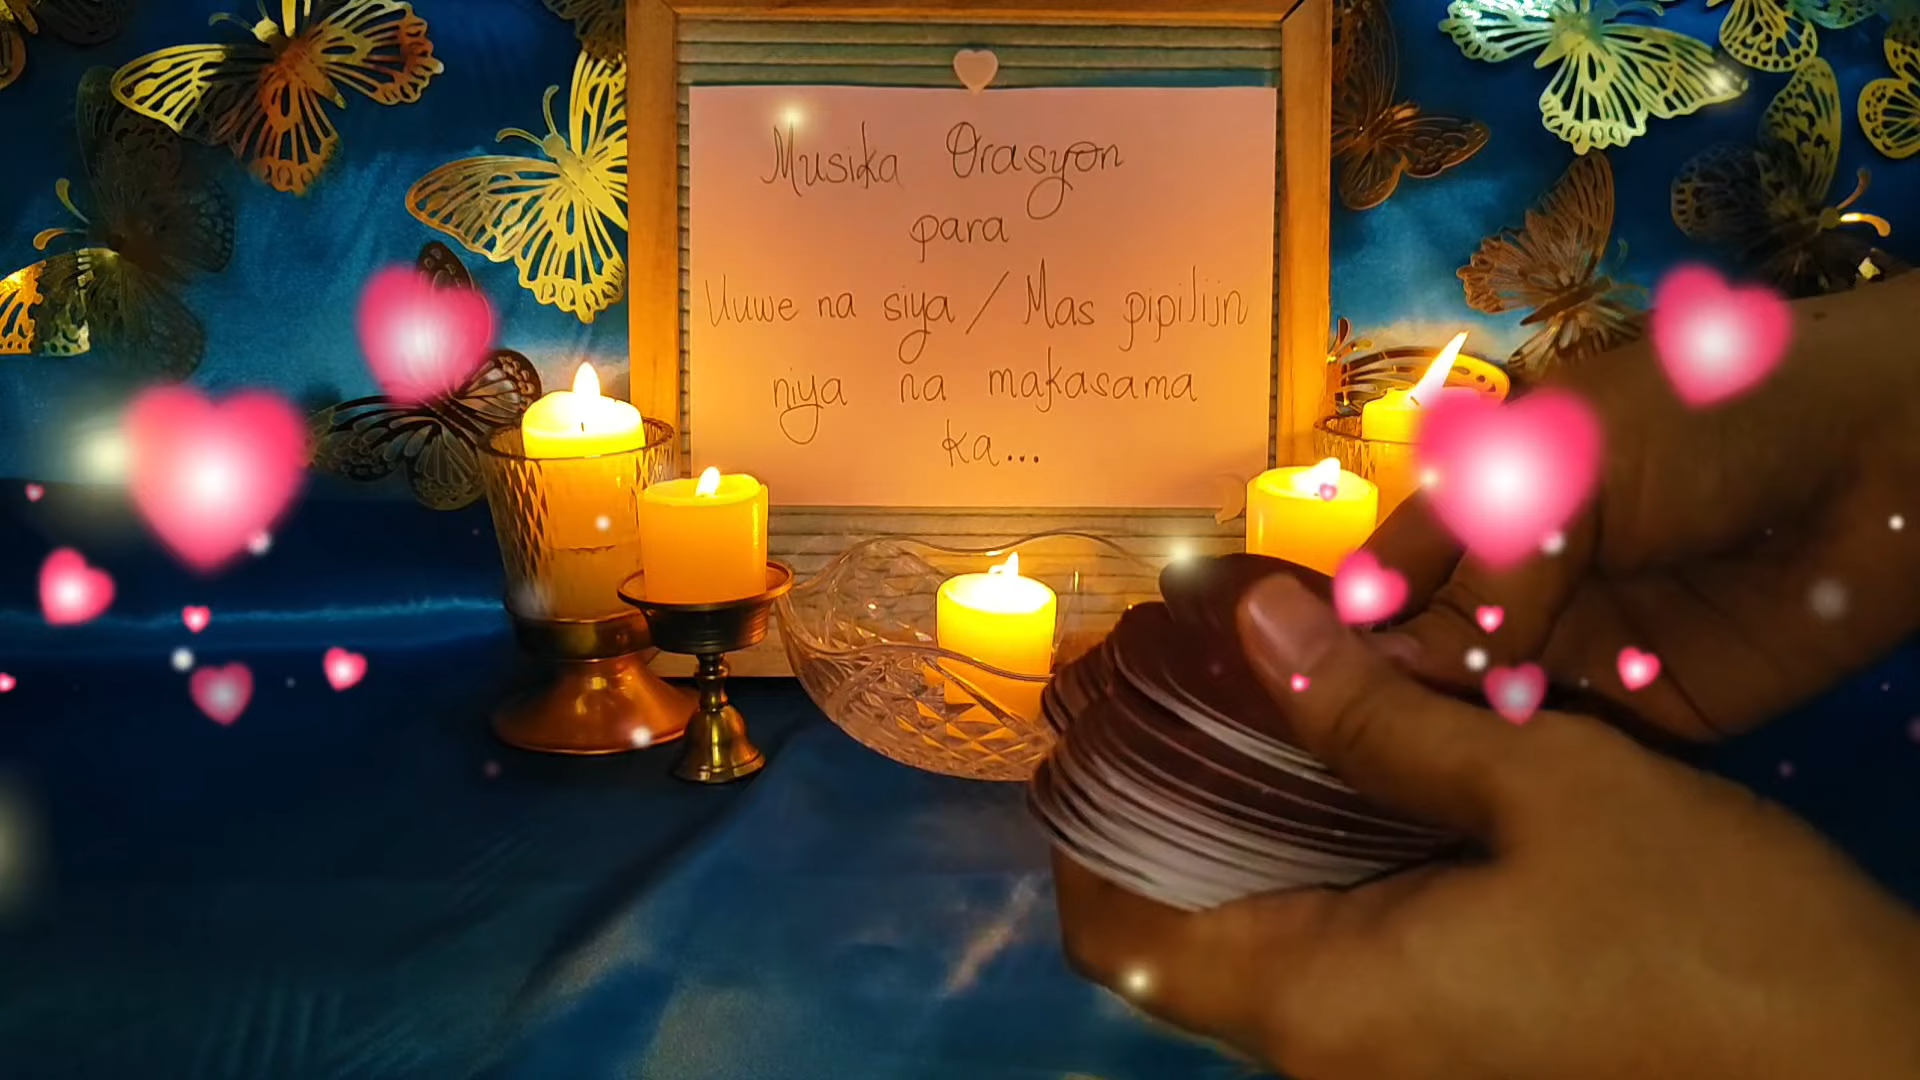 Musika Orasyon
para
Uuwe na siya / Mas pipiliin
niya na makasama
ka...